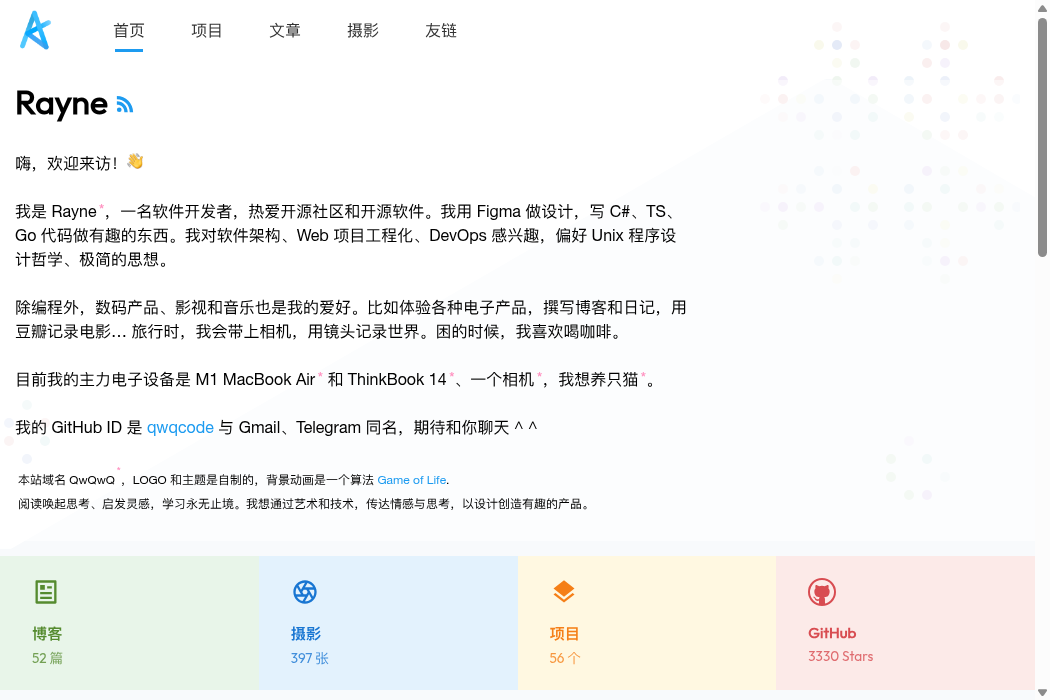 首页 项目 文章 摄影 友链
Rayne
嗨，欢迎来访！👋
我是 Rayne*，一名软件开发者，热爱开源社区和开源软件。我用 Figma 做设计，写 C#、TS、
Go 代码做有趣的东西。我对软件架构、Web 项目工程化、DevOps 感兴趣，偏好 Unix 程序设
计哲学、极简的思想。
除编程外，数码产品、影视和音乐也是我的爱好。比如体验各种电子产品，撰写博客和日记，用
豆瓣记录电影… 旅行时，我会带上相机，用镜头记录世界。困的时候，我喜欢喝咖啡。
目前我的主力电子设备是 M1 MacBook Air* 和 ThinkBook 14*、一个相机*，我想养只猫*。
我的 GitHub ID 是 qwqcode 与 Gmail、Telegram 同名，期待和你聊天 ^ ^
本站域名 QwQwQ*，LOGO 和主题是自制的，背景动画是一个算法 Game of Life.
阅读唤起思考、启发灵感，学习永无止境。我想通过艺术和技术，传达情感与思考，以设计创造有趣的产品。
博客
52 篇
摄影
397 张
项目
56 个
GitHub
3330 Stars